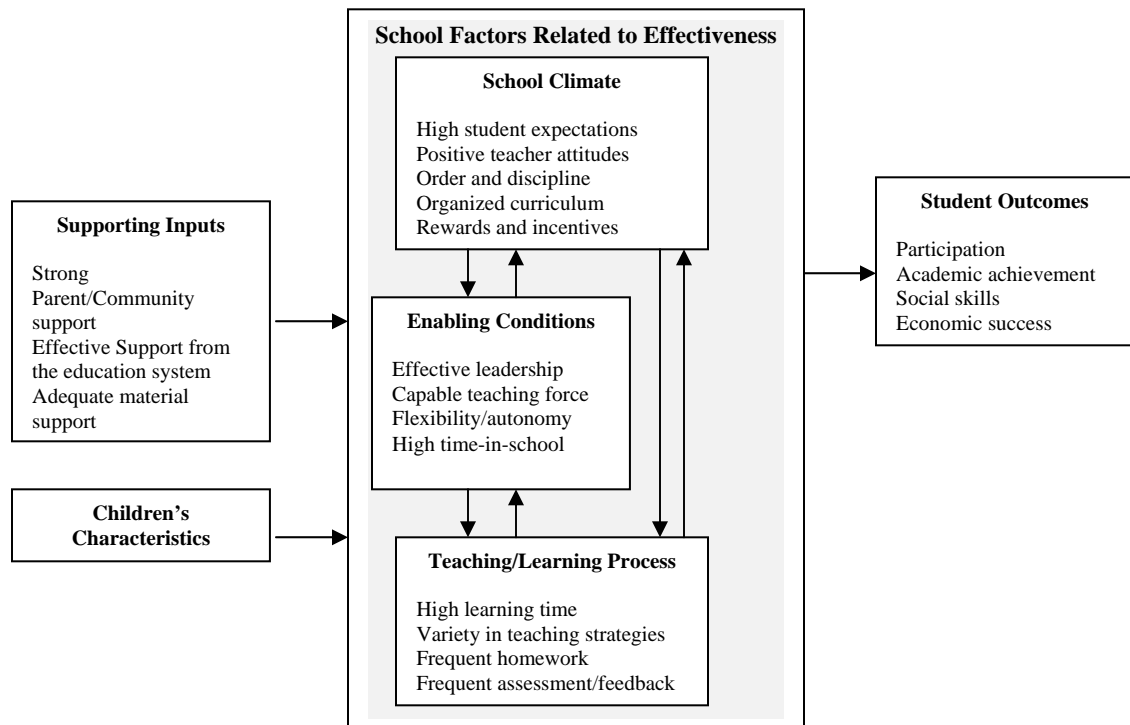 School Factors Related to Effectiveness
School Climate
High student expectations
Positive teacher attitudes
Order and discipline
Organized curriculum
Rewards and incentives
Supporting Inputs
Strong
Parent/Community
support
Effective Support from
the education system
Adequate material
support
Enabling Conditions
Effective leadership
Capable teaching force
Flexibility/autonomy
High time-in-school
Student Outcomes
Participation
Academic achievement
Social skills
Economic success
Children's
Characteristics
Teaching/Learning Process
High learning time
Variety in teaching strategies
Frequent homework
Frequent assessment/feedback